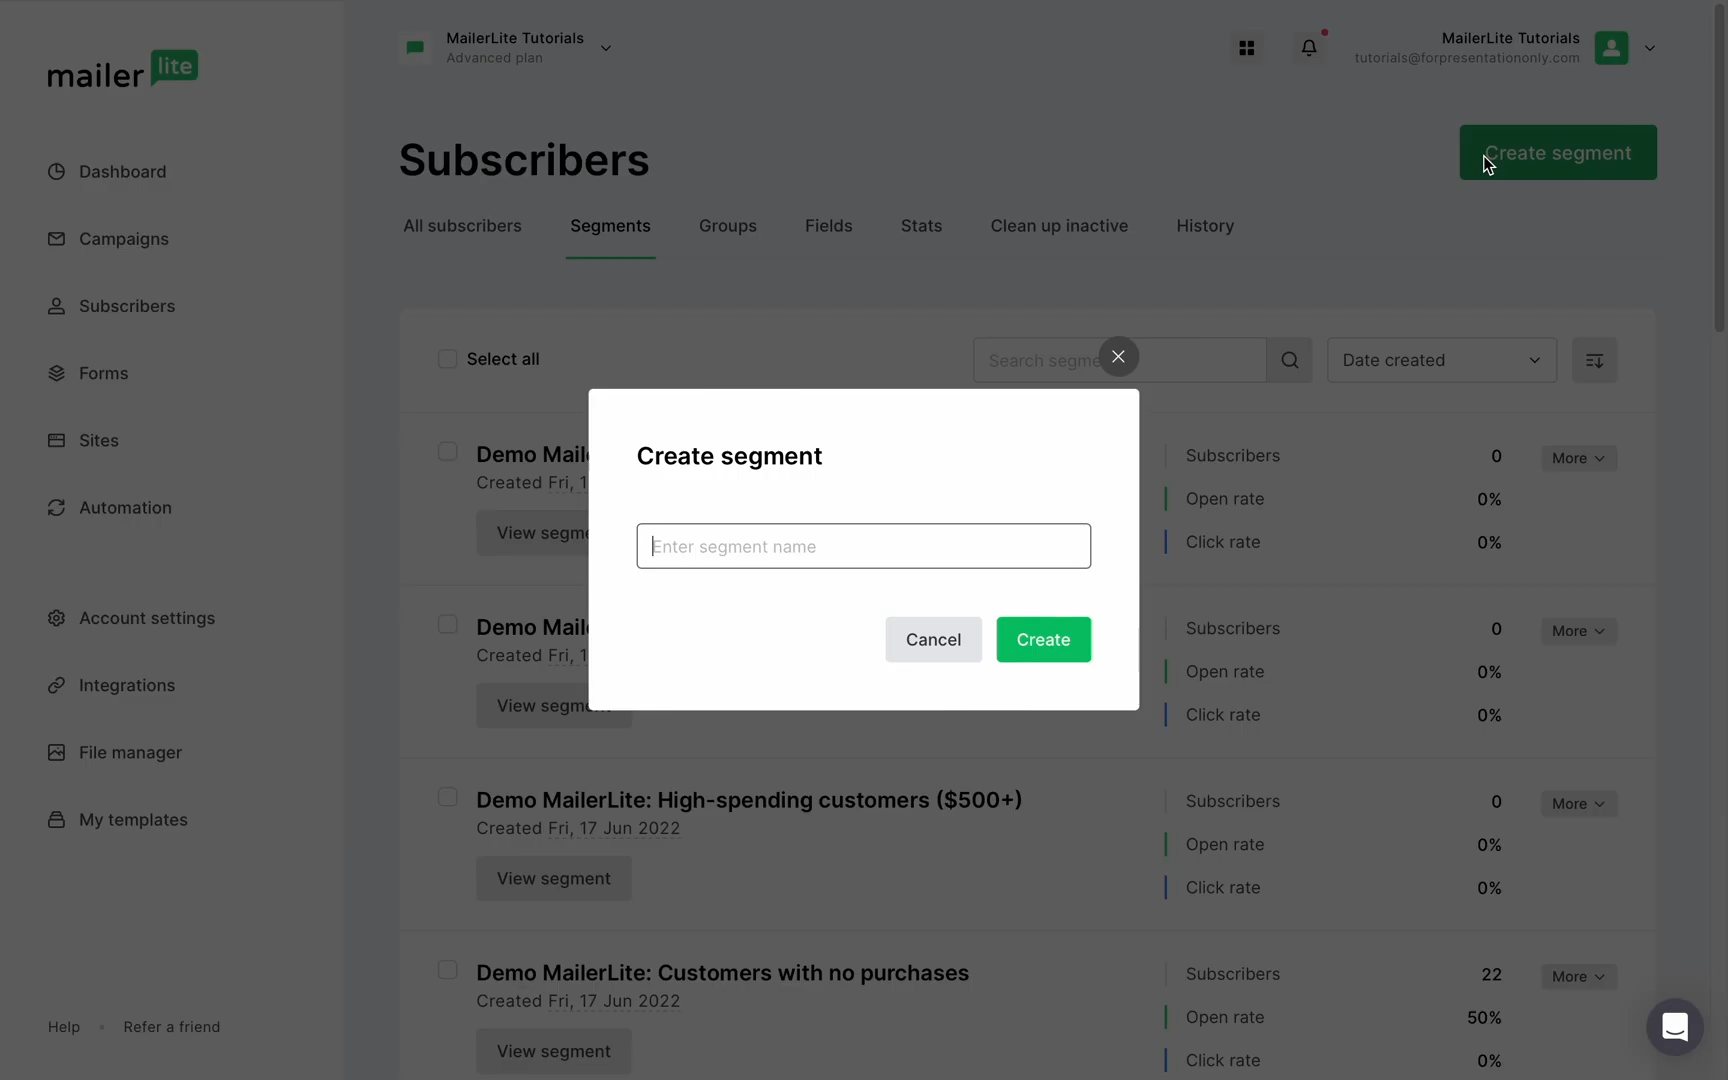 mailer lite
MailerLite Tutorials
Advanced plan
MailerLite Tutorials
tutorials@forpresentationonly.com
Dashboard
Campaigns
Subscribers
Forms
Sites
Automation
Account settings
Integrations
File manager
My templates
Help • Refer a friend
Subscribers
Create segment
All subscribers Segments Groups Fields Stats Clean up inactive History
Select all
Search segme
Date created
Demo Mail
Created Fri, 1
View segme
Subscribers 0
Open rate 0%
Click rate 0%
More
Create segment
Enter segment name
Cancel Create
Demo Mail
Created Fri, 1
View segme
Subscribers 0
Open rate 0%
Click rate 0%
More
Demo MailerLite: High-spending customers ($500+)
Created Fri, 17 Jun 2022
View segment
Subscribers 0
Open rate 0%
Click rate 0%
More
Demo MailerLite: Customers with no purchases
Created Fri, 17 Jun 2022
View segment
Subscribers 22
Open rate 50%
Click rate 0%
More